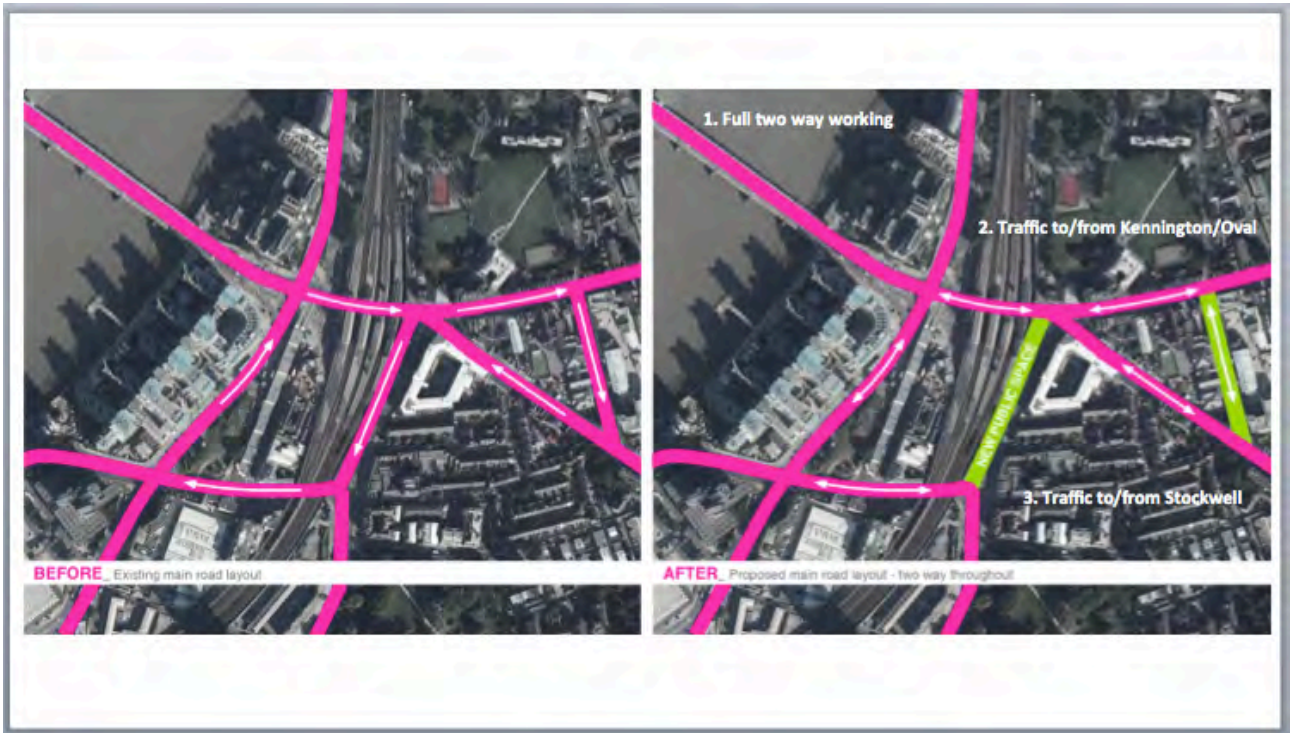 1. Full two way working
2. Traffic to/from Kennington/Oval
NEW PUBLIC SPACE
3. Traffic to/from Stockwell
BEFORE_ Existing main road layout
AFTER_ Proposed main road layout - two way throughout